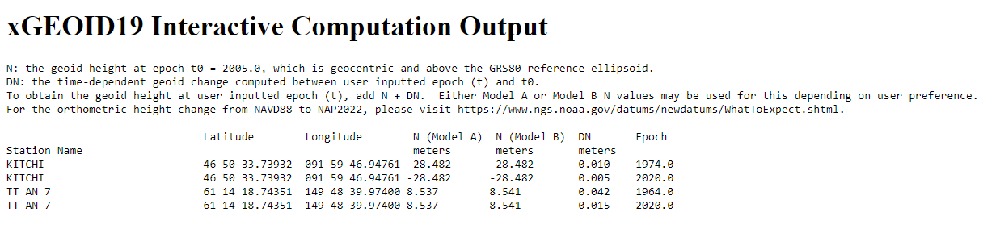 xGEOID19 Interactive Computation Output
N: the geoid height at epoch t0 = 2005.0, which is geocentric and above the GRS80 reference ellipsoid.
DN: the time-dependent geoid change computed between user inputted epoch (t) and t0.
To obtain the geoid height at user inputted epoch (t), add N + DN.  Either Model A or Model B N values may be used for this depending on user preference.
For the orthometric height change from NAVD88 to NAP2022, please visit https://www.ngs.noaa.gov/datums/newdatums/WhatToExpect.shtml.
Latitude Longitude N (Model A) N (Model B) DN Epoch
Station Name meters meters meters
KITCHI 46 50 33.73932 091 59 46.94761 -28.482 -28.482 -0.010 1974.0
KITCHI 46 50 33.73932 091 59 46.94761 -28.482 -28.482 0.005 2020.0
TT AN 7 61 14 18.74351 149 48 39.97400 8.537 8.541 0.042 1964.0
TT AN 7 61 14 18.74351 149 48 39.97400 8.537 8.541 -0.015 2020.0